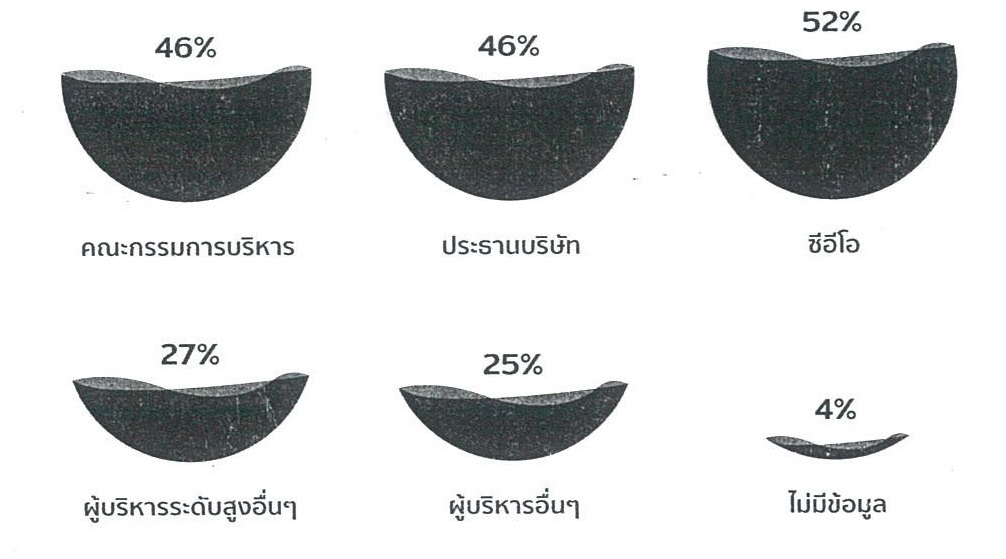 46%
46%
52%
คณะกรรมการบริหาร
ประธานบริษัท
ซีอีโอ
27%
25%
4%
ผู้บริหารระดับสูงอื่นๆ
ผู้บริหารอื่นๆ
ไม่มีข้อมูล